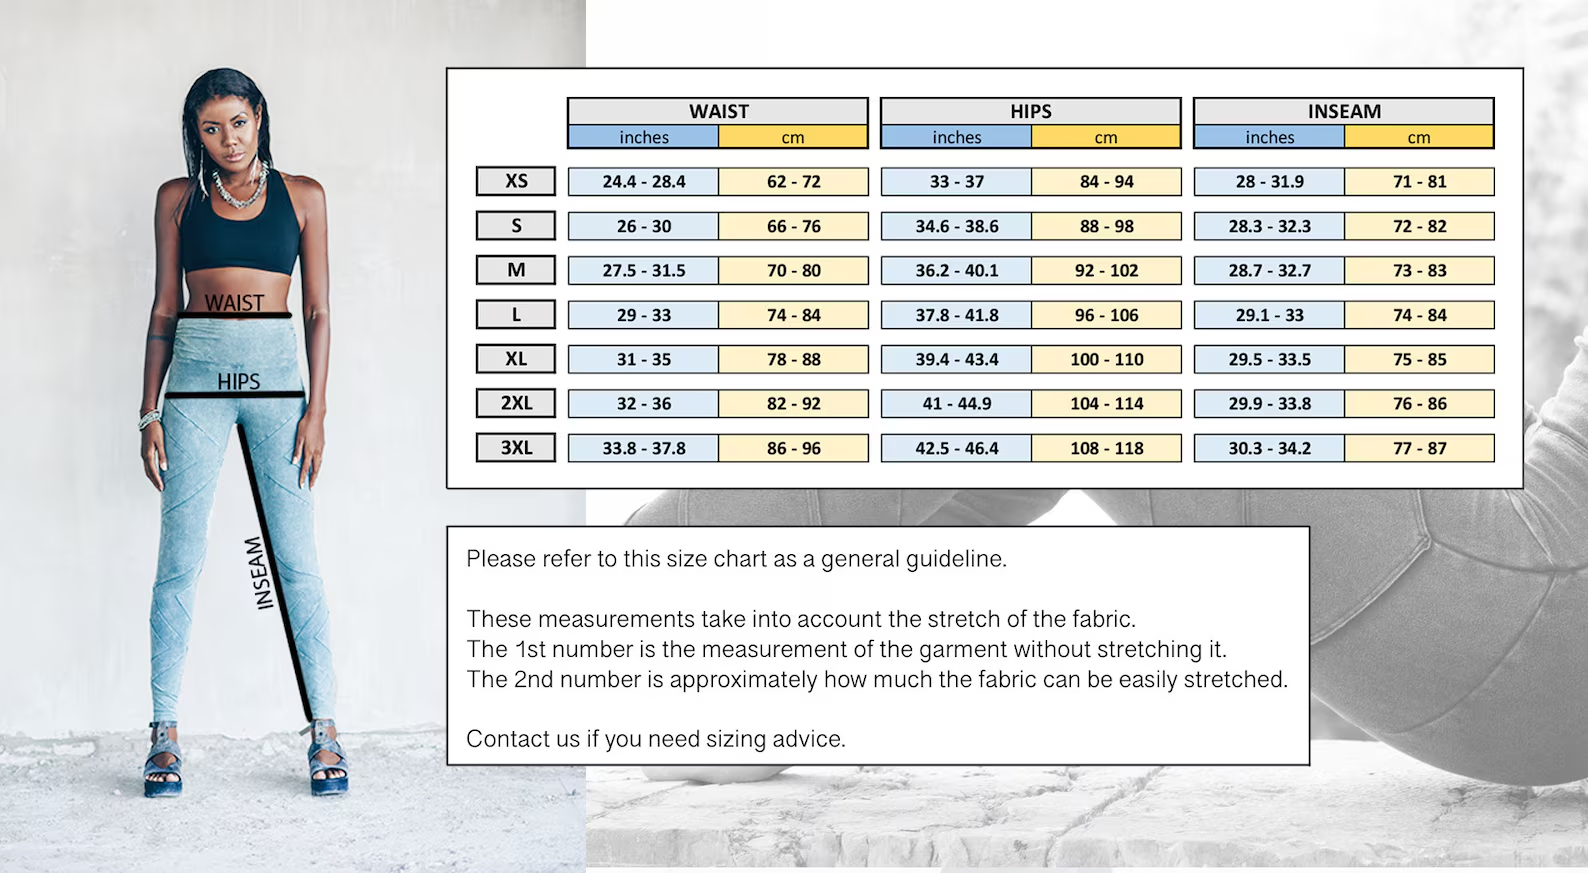 WAIST HIPS INSEAM
inches cm inches cm inches cm
XS 24.4 - 28.4 62 - 72 33 - 37 84 - 94 28 - 31.9 71 - 81
S 26 - 30 66 - 76 34.6 - 38.6 88 - 98 28.3 - 32.3 72 - 82
M 27.5 - 31.5 70 - 80 36.2 - 40.1 92 - 102 28.7 - 32.7 73 - 83
L 29 - 33 74 - 84 37.8 - 41.8 96 - 106 29.1 - 33 74 - 84
XL 31 - 35 78 - 88 39.4 - 43.4 100 - 110 29.5 - 33.5 75 - 85
2XL 32 - 36 82 - 92 41 - 44.9 104 - 114 29.9 - 33.8 76 - 86
3XL 33.8 - 37.8 86 - 96 42.5 - 46.4 108 - 118 30.3 - 34.2 77 - 87
WAIST
HIPS
INSEAM
Please refer to this size chart as a general guideline.
These measurements take into account the stretch of the fabric.
The 1st number is the measurement of the garment without stretching it.
The 2nd number is approximately how much the fabric can be easily stretched.
Contact us if you need sizing advice.